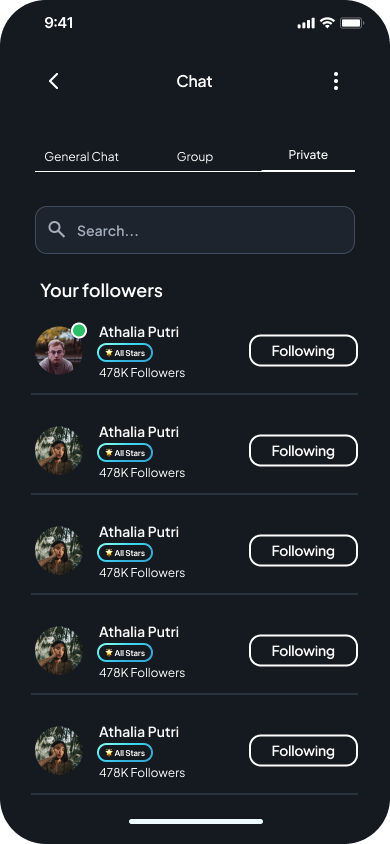 9:41
Chat
General Chat
Group
Private
Search...
Your followers
Athalia Putri
All Stars
478K Followers
Following
Athalia Putri
All Stars
478K Followers
Following
Athalia Putri
All Stars
478K Followers
Following
Athalia Putri
All Stars
478K Followers
Following
Athalia Putri
All Stars
478K Followers
Following